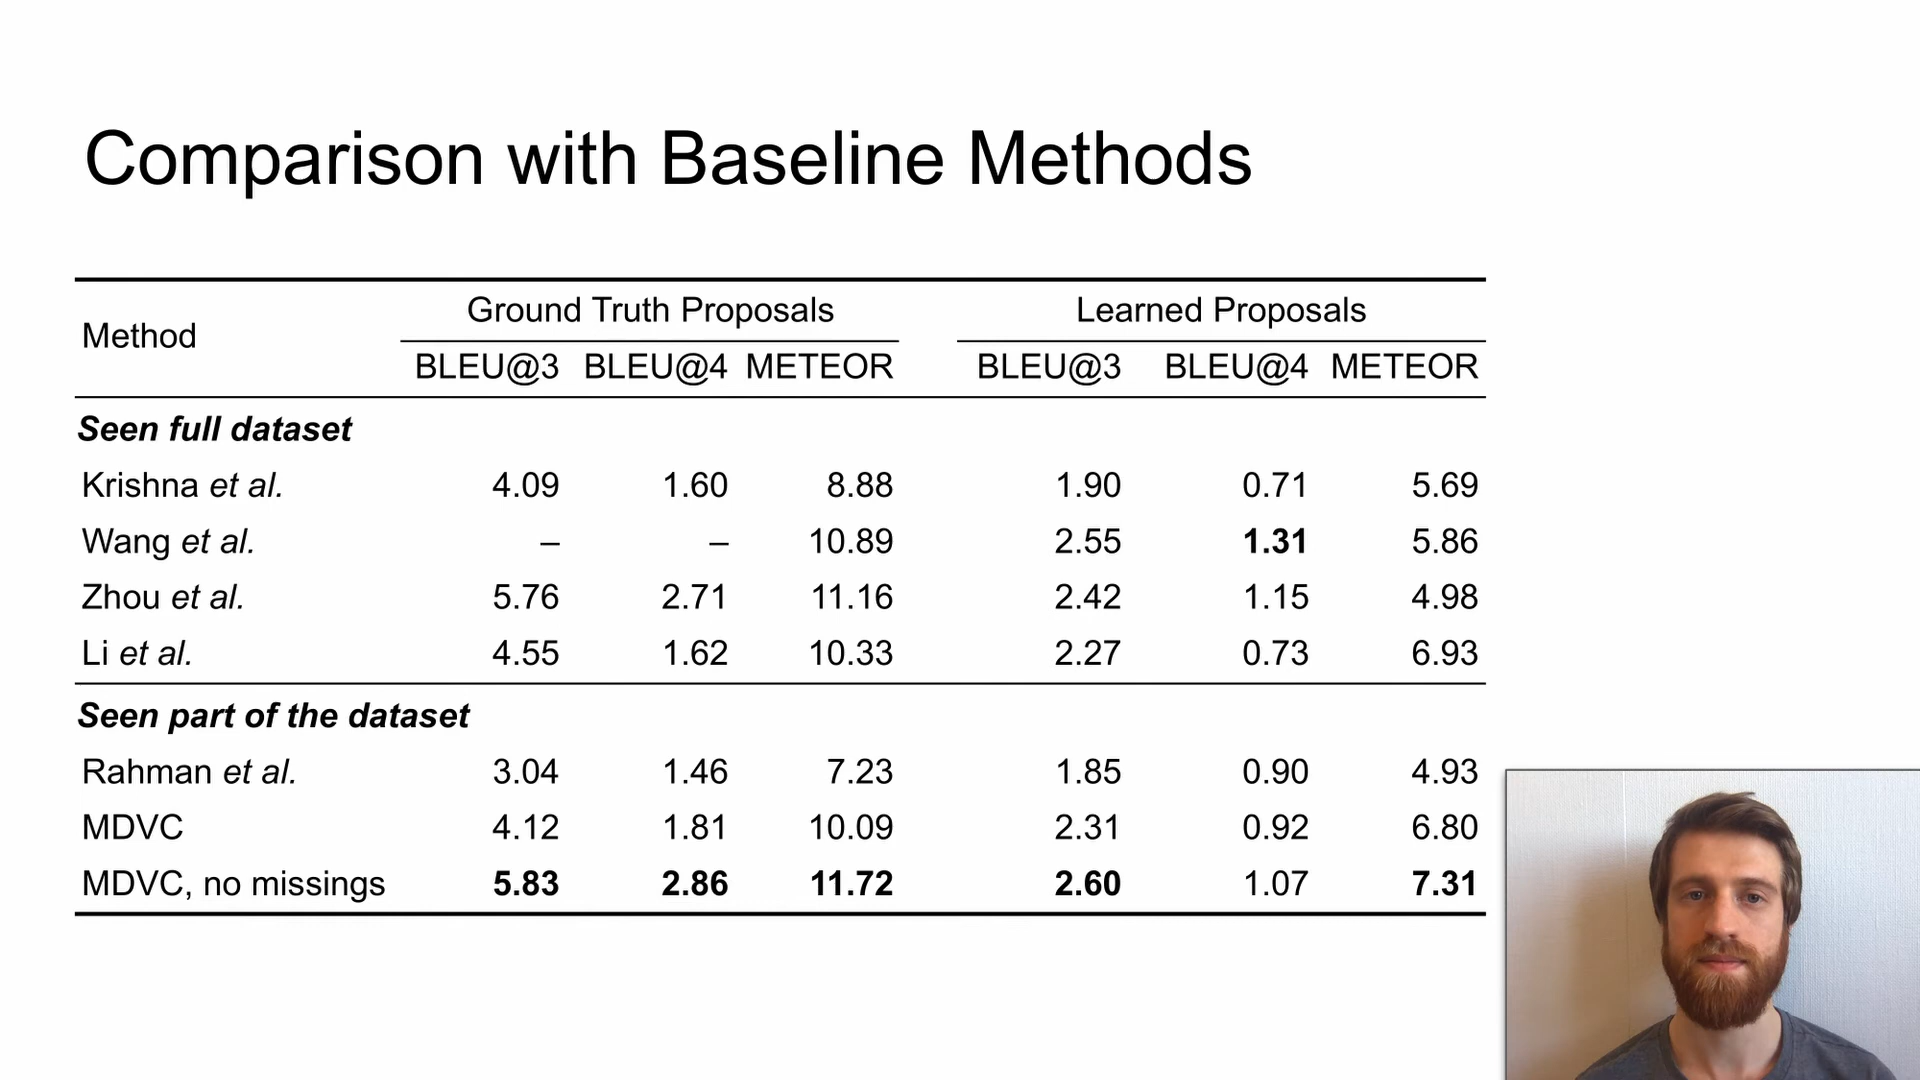 Comparison with Baseline Methods
Method Ground Truth Proposals Learned Proposals
BLEU@3 BLEU@4 METEOR BLEU@3 BLEU@4 METEOR
Seen full dataset
Krishna et al. 4.09 1.60 8.88 1.90 0.71 5.69
Wang et al. – – 10.89 2.55 1.31 5.86
Zhou et al. 5.76 2.71 11.16 2.42 1.15 4.98
Li et al. 4.55 1.62 10.33 2.27 0.73 6.93
Seen part of the dataset
Rahman et al. 3.04 1.46 7.23 1.85 0.90 4.93
MDVC 4.12 1.81 10.09 2.31 0.92 6.80
MDVC, no missings 5.83 2.86 11.72 2.60 1.07 7.31